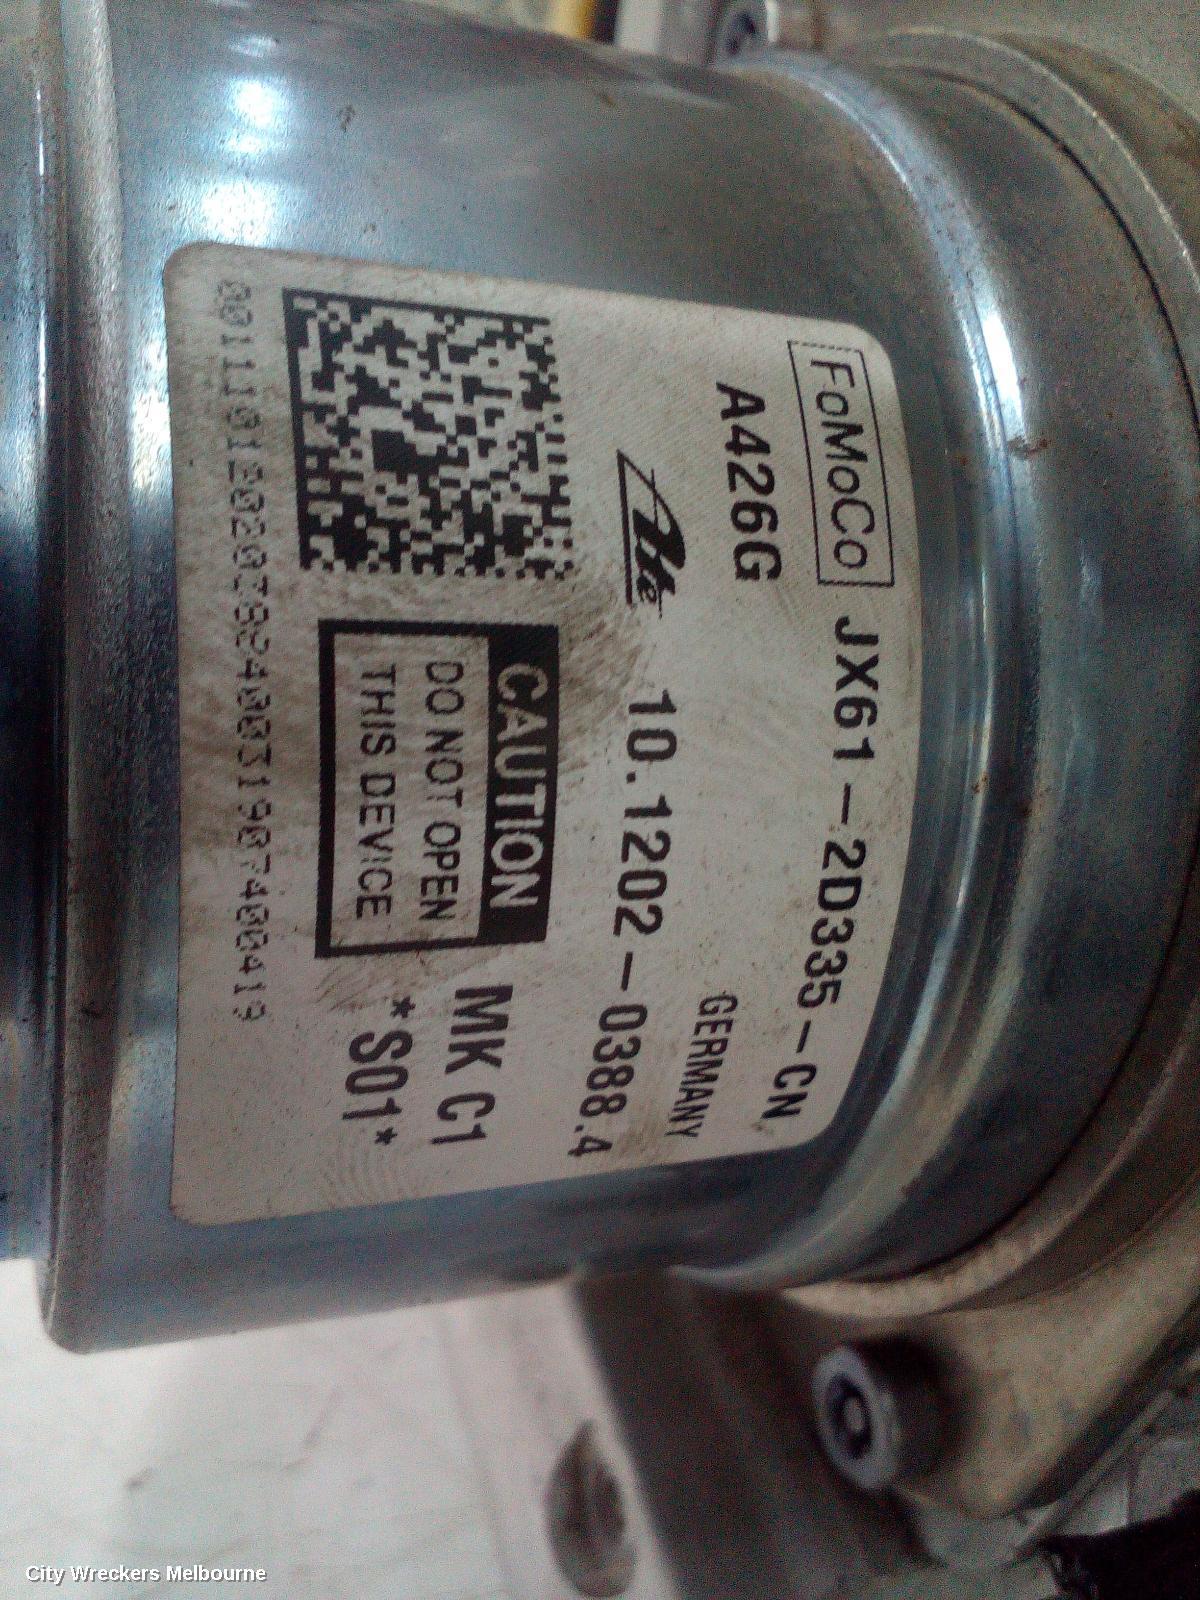 FoMoCo JX61-2D335-CN
A426G
GERMANY
Ate 10.1202-0388.4
CAUTION
DO NOT OPEN
THIS DEVICE
MK C1
*S01*
City Wreckers Melbourne